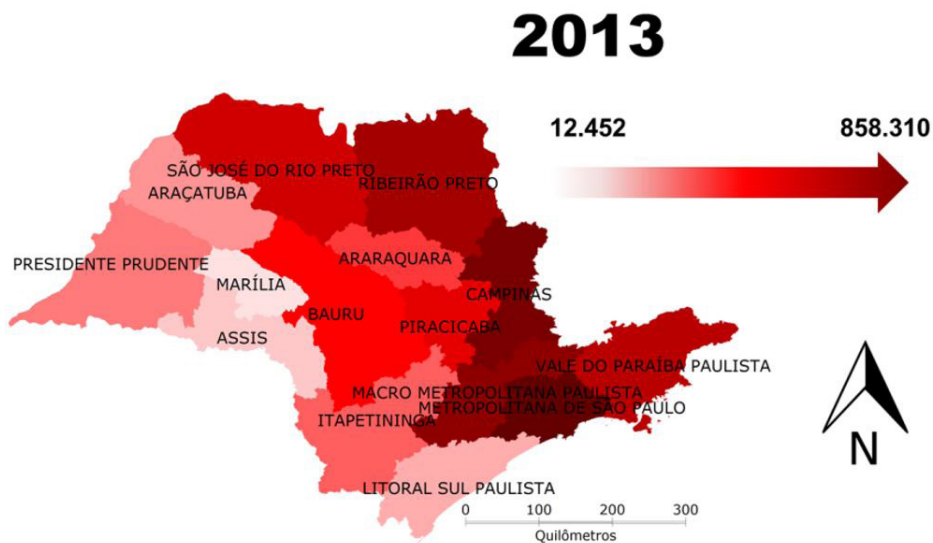 2013
12.452
858.310
SÃO JOSÉ DO RIO PRETO
RIBEIRÃO PRETO
ARAÇATUBA
PRESIDENTE PRUDENTE
ARARAQUARA
MARÍLIA
CAMPINAS
BAURU
PIRACICABA
ASSIS
VALE DO PARAÍBA PAULISTA
MACRO METROPOLITANA PAULISTA
METROPOLITANA DE SÃO PAULO
ITAPETININGA
N
LITORAL SUL PAULISTA
0 100 200 300
Quilômetros